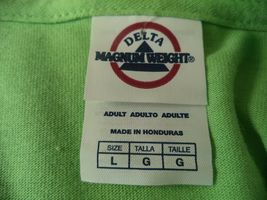 DELTA
MAGNUM WEIGHT®
ADULT ADULTO ADULTE
MADE IN HONDURAS
SIZE TALLA TAILLE
L G G